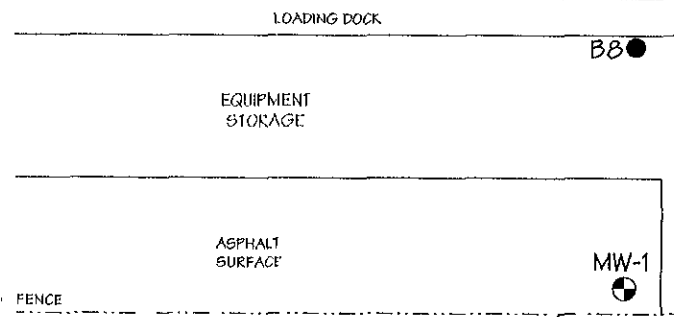 LOADING DOCK
B8
EQUIPMENT
STORAGE
ASPHALT
SURFACE
MW-1
FENCE